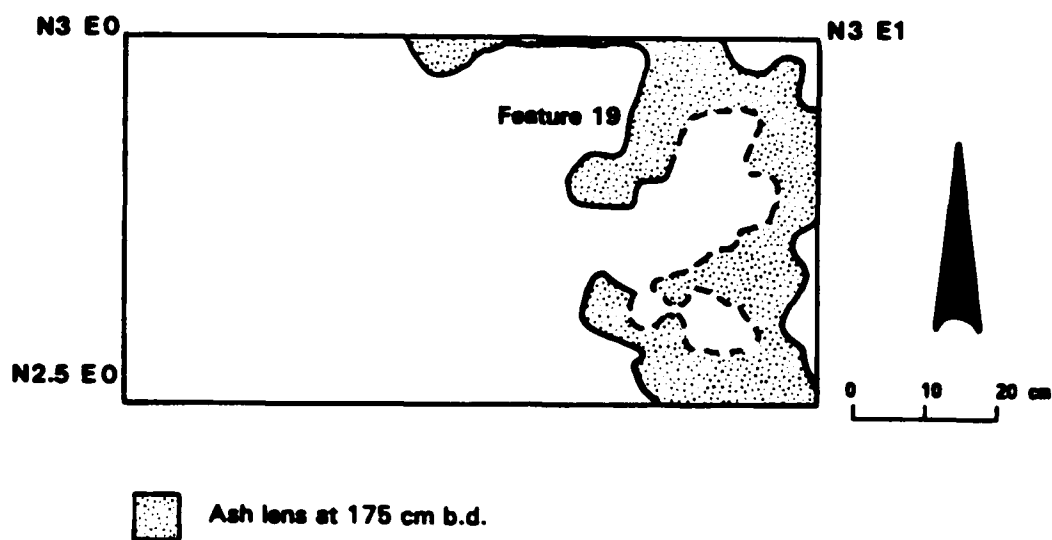 N3 E0
N3 E1
Feature 19
N2.5 E0
0 10 20 cm
Ash lens at 175 cm b.d.